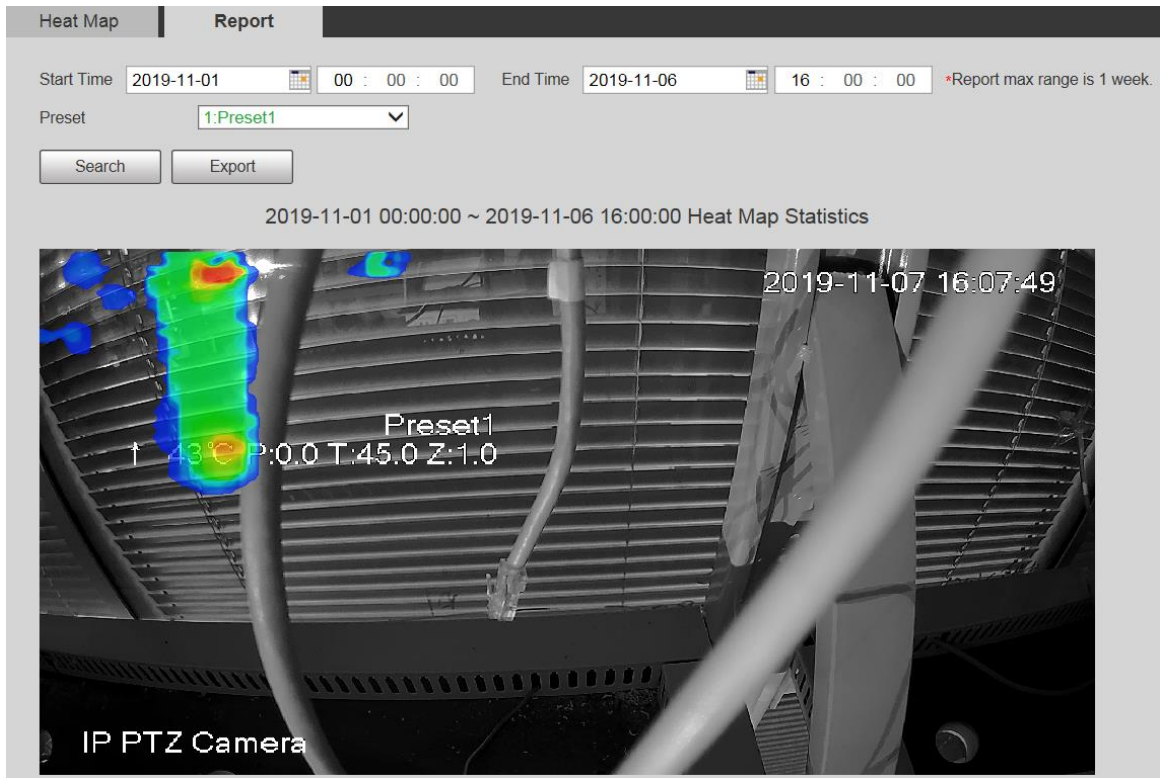 Heat Map Report
Start Time 2019-11-01 00 : 00 : 00 End Time 2019-11-06 16 : 00 : 00 *Report max range is 1 week.
Preset 1:Preset1
Search Export
2019-11-01 00:00:00 ~ 2019-11-06 16:00:00 Heat Map Statistics
2019-11-07 16:07:49
Preset1
↑ 43°C P:0.0 T:45.0 Z:1.0
IP PTZ Camera